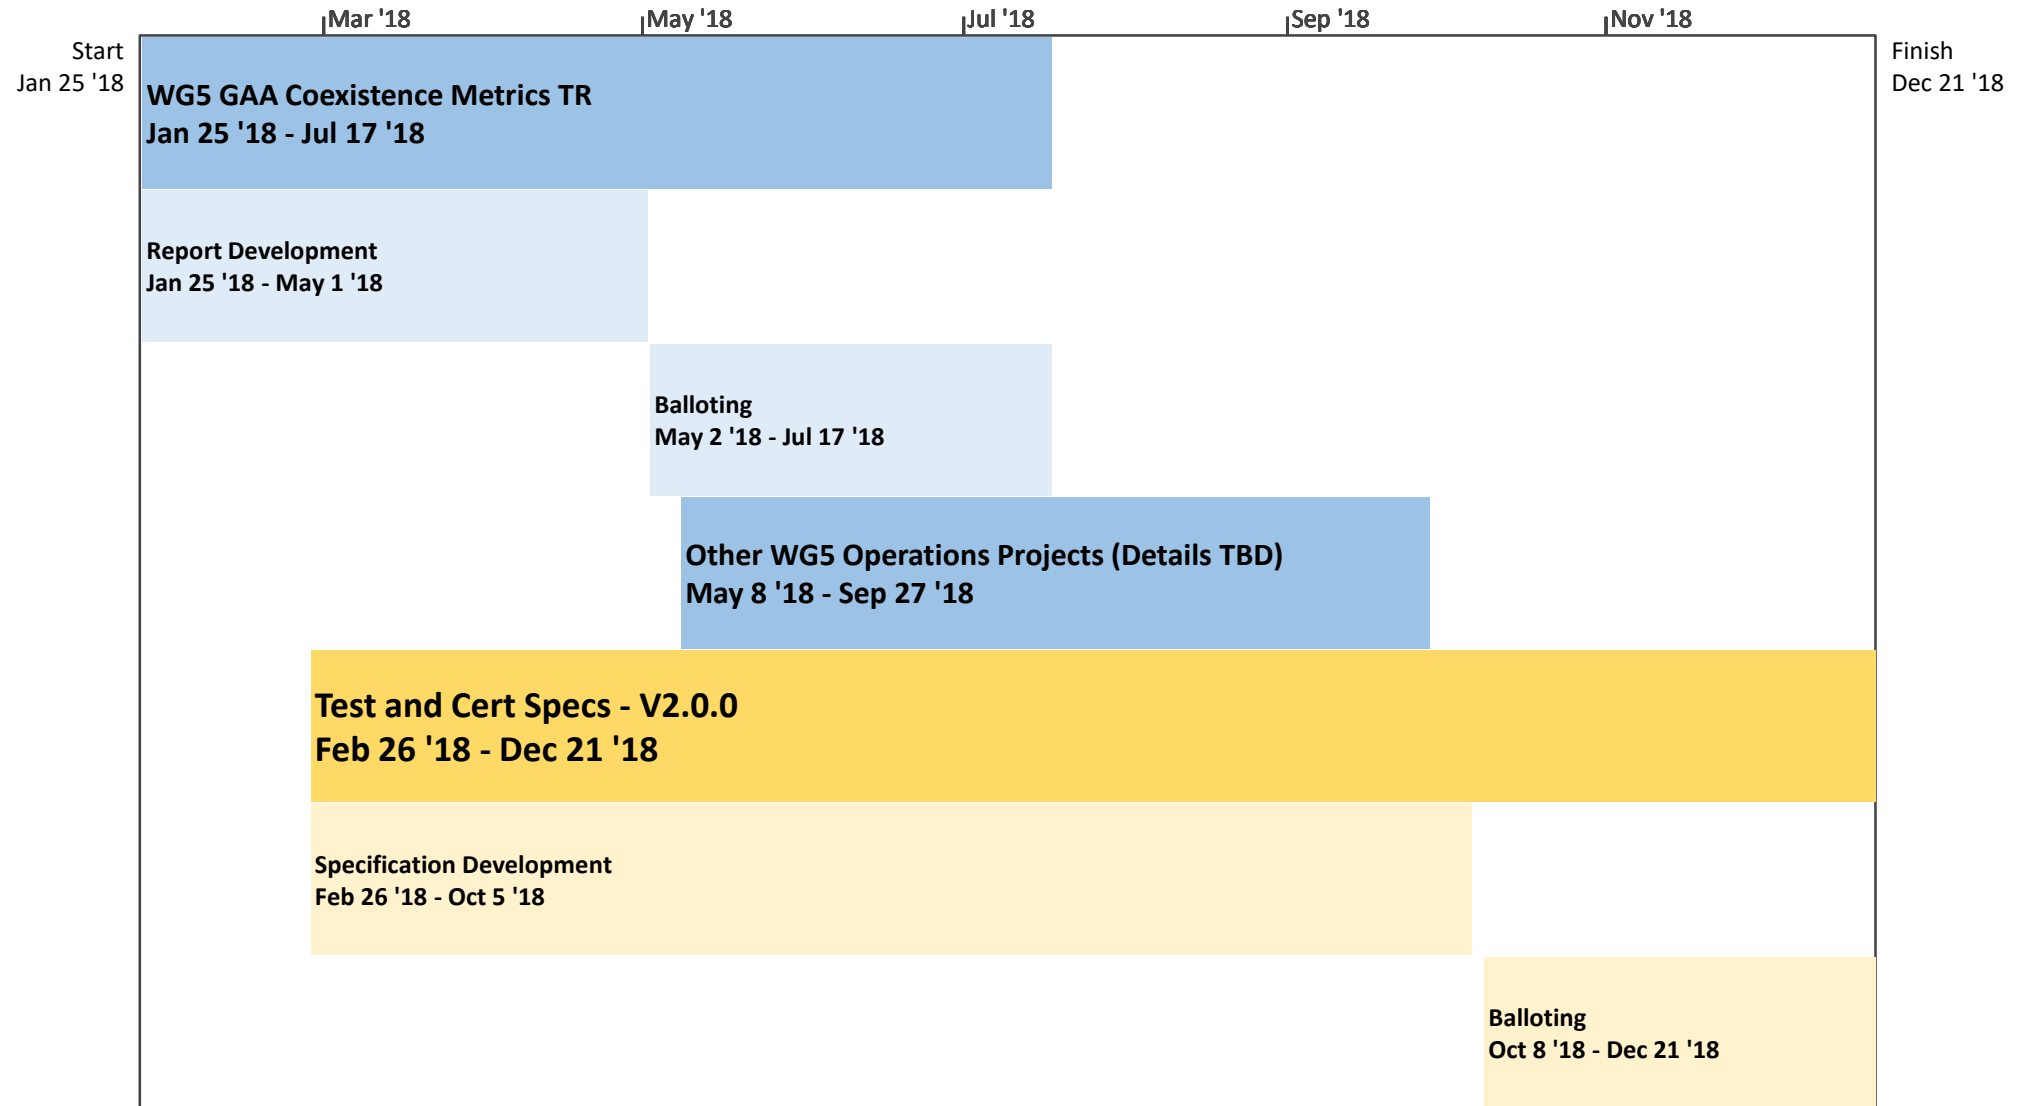 Mar '18
May '18
Jul '18
Sep '18
Nov '18
Start
Jan 25 '18
Finish
Dec 21 '18
WG5 GAA Coexistence Metrics TR
Jan 25 '18 - Jul 17 '18
Report Development
Jan 25 '18 - May 1 '18
Balloting
May 2 '18 - Jul 17 '18
Other WG5 Operations Projects (Details TBD)
May 8 '18 - Sep 27 '18
Test and Cert Specs - V2.0.0
Feb 26 '18 - Dec 21 '18
Specification Development
Feb 26 '18 - Oct 5 '18
Balloting
Oct 8 '18 - Dec 21 '18